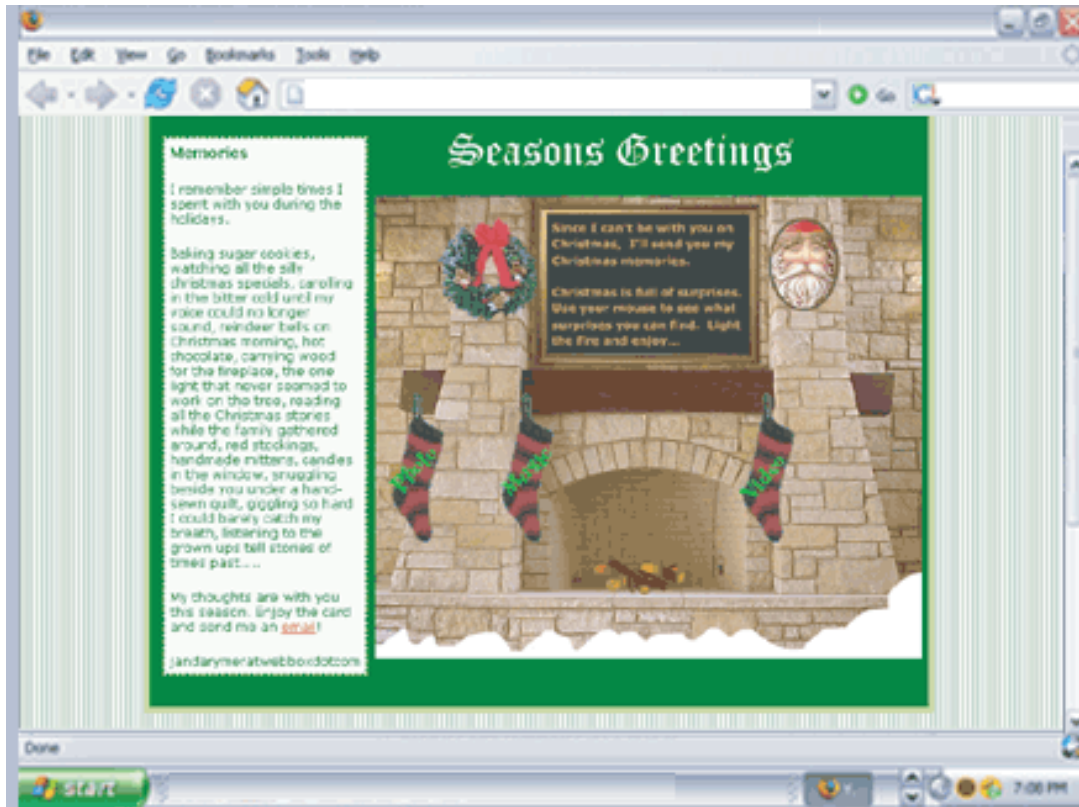 File Edit View Go Bookmarks Tools Help
Go
Seasons Greetings
Memories
I remember simple times I
spent with you during the
holidays.
Baking sugar cookies,
watching all the silly
christmas specials, caroling
in the bitter cold until my
voice could no longer
sound, reindeer bells on
Christmas morning, hot
chocolate, carrying wood
for the fireplace, the one
light that never seemed to
work on the tree, reading
all the Christmas stories
while the family gathered
around, red stockings,
handmade mittens, candles
in the window, snuggling
beside you under a hand-
sewn quilt, giggling so hard
I could barely catch my
breath, listening to the
grown ups tell stories of
times past....
My thoughts are with you
this season. Enjoy the card
and send me an email!
jandarymeratwebboxdotcom
Since I can't be with you on
Christmas, I'll send you my
Christmas memories.
Christmas is full of surprises.
Use your mouse to see what
surprises you can find. Light
the fire and enjoy...
Photo
Music
Video
Done
start
7:00 PM